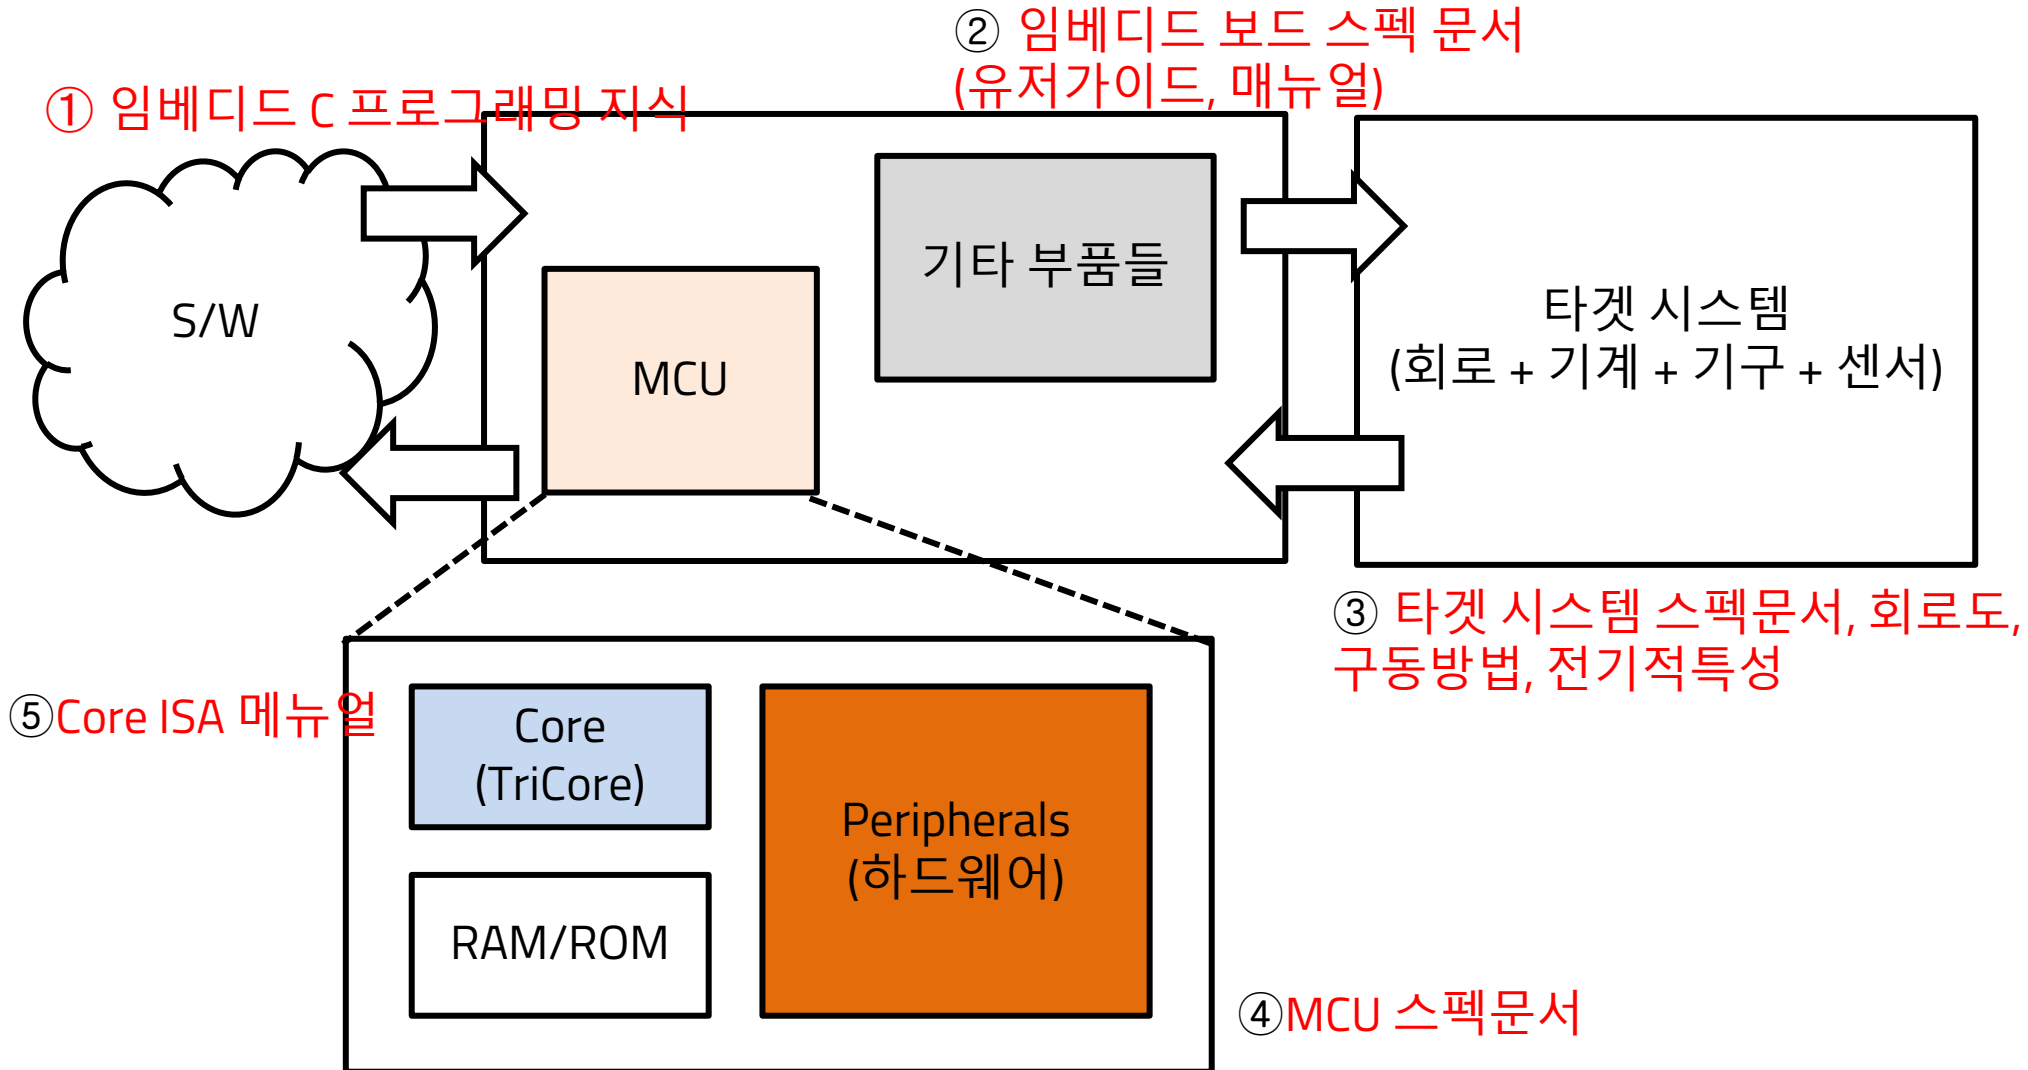 ② 임베디드 보드 스펙 문서
(유저가이드, 매뉴얼)
① 임베디드 C 프로그래밍 지식
S/W
MCU
기타 부품들
타겟 시스템
(회로 + 기계 + 기구 + 센서)
③ 타겟 시스템 스펙문서, 회로도,
구동방법, 전기적특성
⑤Core ISA 메뉴얼
Core
(TriCore)
RAM/ROM
Peripherals
(하드웨어)
④MCU 스펙문서